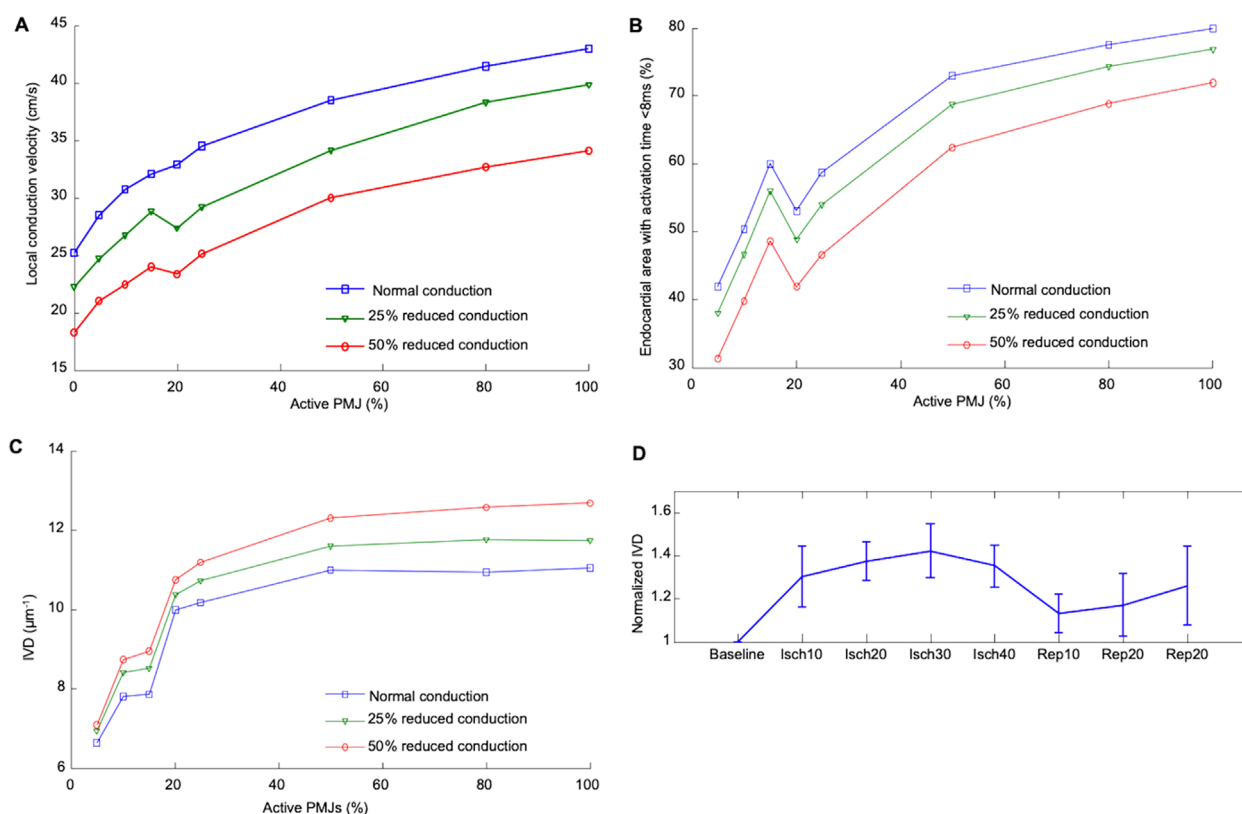 A
Local conduction velocity (cm/s)
45
40
35
30
25
20
15
Normal conduction
25% reduced conduction
50% reduced conduction
0 20 40 60 80 100
Active PMJ (%)
B
Endocardial area with activation time <8ms (%)
80
70
60
50
40
30
Normal conduction
25% reduced conduction
50% reduced conduction
0 20 40 60 80 100
Active PMJ (%)
C
IVD (µm⁻¹)
14
12
10
8
6
Normal conduction
25% reduced conduction
50% reduced conduction
0 20 40 60 80 100
Active PMJs (%)
D
Normalized IVD
1.6
1.4
1.2
1
Baseline Isch10 Isch20 Isch30 Isch40 Rep10 Rep20 Rep20